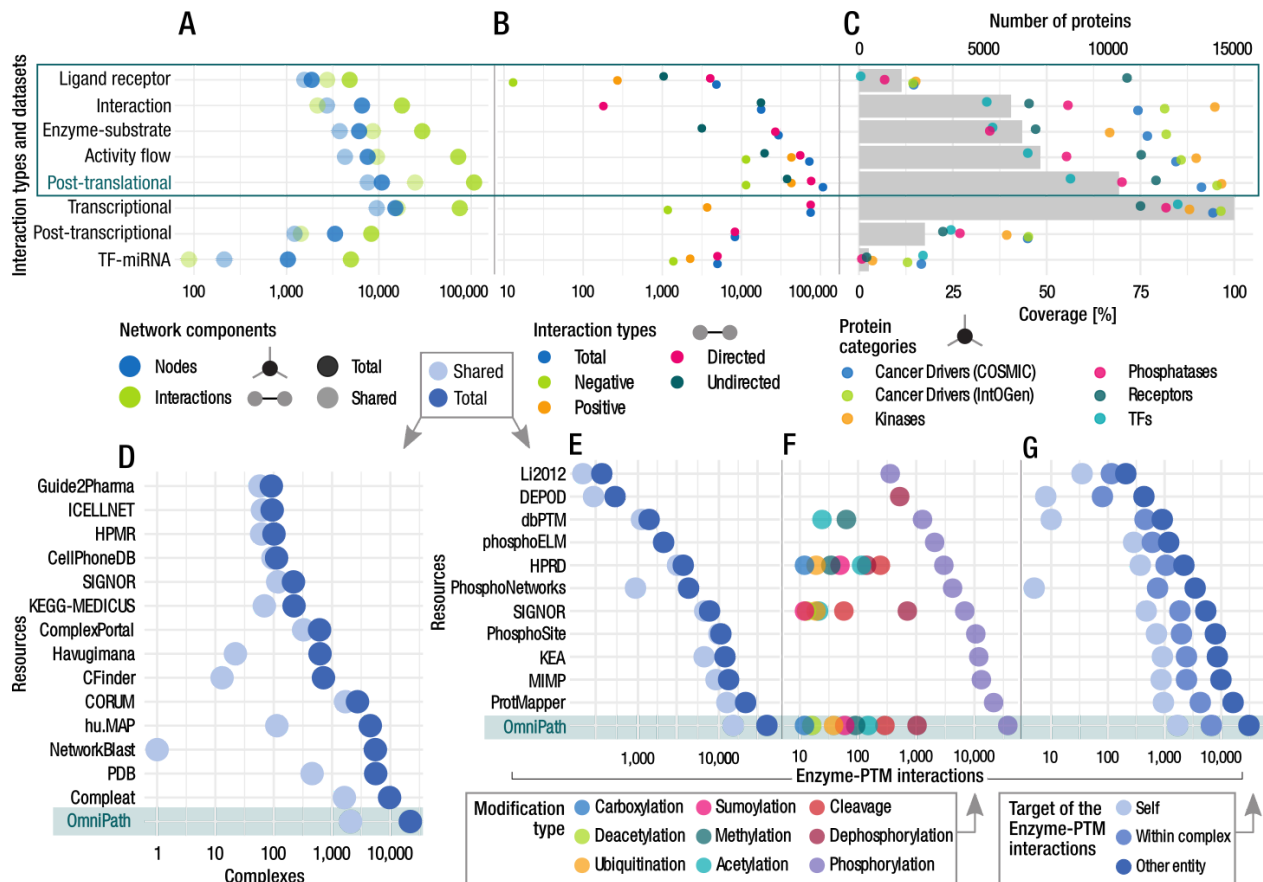 A
B
C
Number of proteins
0 5000 10000 15000
Interaction types and datasets
Ligand receptor
Interaction
Enzyme-substrate
Activity flow
Post-translational
Transcriptional
Post-transcriptional
TF-miRNA
100 1,000 10,000 100,000
10 100 1,000 10,000 100,000
0 25 50 75 100
Coverage [%]
Network components
Nodes
Interactions
Total
Shared
Shared
Total
Interaction types
Total
Negative
Positive
Directed
Undirected
Protein
categories
Cancer Drivers (COSMIC)
Cancer Drivers (IntOGen)
Kinases
Phosphatases
Receptors
TFs
D
Resources
Guide2Pharma
ICELLNET
HPMR
CellPhoneDB
SIGNOR
KEGG-MEDICUS
ComplexPortal
Havugimana
CFinder
CORUM
hu.MAP
NetworkBlast
PDB
Compleat
OmniPath
1 10 100 1,000 10,000
Complexes
E
F
G
Resources
Li2012
DEPOD
dbPTM
phosphoELM
HPRD
PhosphoNetworks
SIGNOR
PhosphoSite
KEA
MIMP
ProtMapper
OmniPath
1,000 10,000
10 100 1,000 10,000
10 100 1,000 10,000
Enzyme-PTM interactions
Modification
type
Carboxylation
Deacetylation
Ubiquitination
Sumoylation
Methylation
Acetylation
Cleavage
Dephosphorylation
Phosphorylation
Target of the
Enzyme-PTM
interactions
Self
Within complex
Other entity